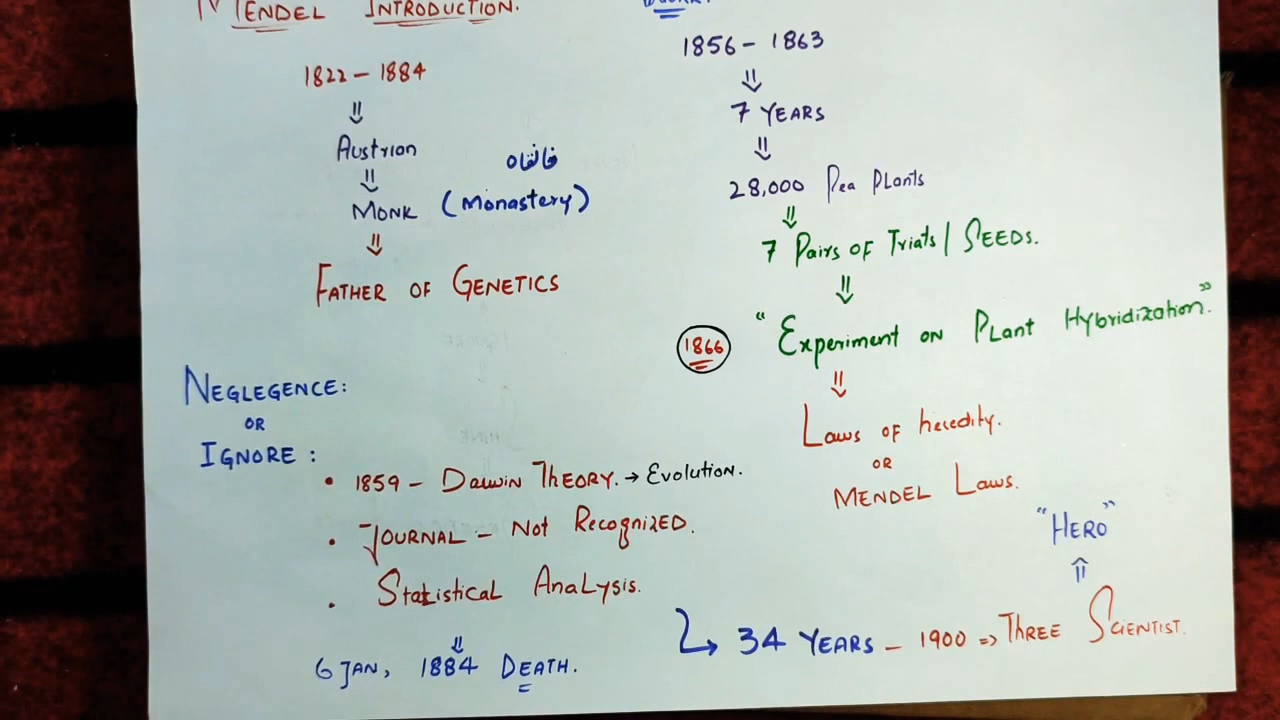 MENDEL INTRODUCTION.
1822 – 1884
⇓
Austrian
⇓
خانقاہ
MONK (Monastery)
⇓
FATHER OF GENETICS
1856 – 1863
⇓
7 YEARS
⇓
28,000 Pea PLants
⇓
7 Pairs OF Triats / SEEDS.
⇓
1866 "Experiment ON PLant Hybridization."
⇓
Laws OF heredity.
OR
MENDEL Laws.
NEGLEGENCE:
OR
IGNORE:
• 1859 – Darwin THEORY. → Evolution.
• JOURNAL – Not Recognized.
• Statistical Analysis.
⇓
6 JAN, 1884 DEATH.
"HERO"
⇑
↳ 34 YEARS – 1900 ⇒ THREE SCIENTIST.